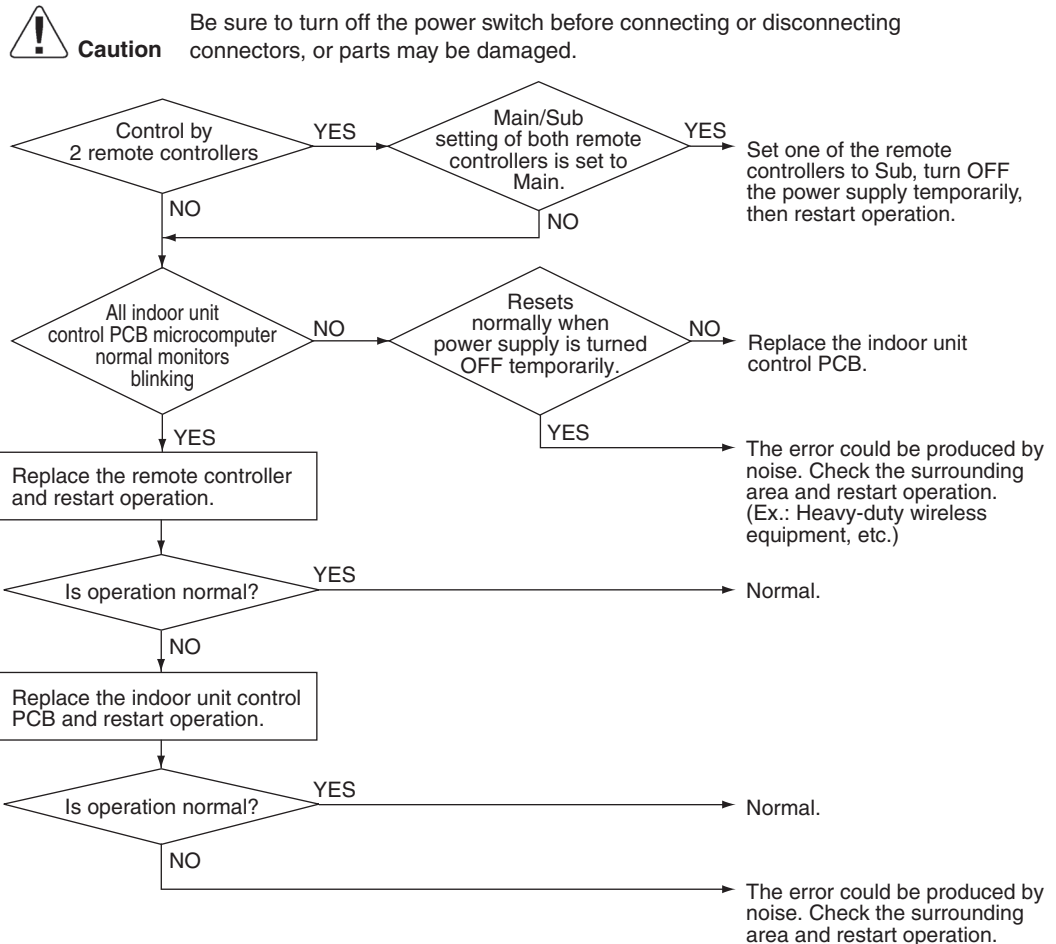 Be sure to turn off the power switch before connecting or disconnecting
Caution connectors, or parts may be damaged.
Control by
2 remote controllers
YES
Main/Sub
setting of both remote
controllers is set to
Main.
YES
Set one of the remote
controllers to Sub, turn OFF
the power supply temporarily,
then restart operation.
NO
NO
All indoor unit
control PCB microcomputer
normal monitors
blinking
NO
Resets
normally when
power supply is turned
OFF temporarily.
NO
Replace the indoor unit
control PCB.
YES
YES
The error could be produced by
noise. Check the surrounding
area and restart operation.
(Ex.: Heavy-duty wireless
equipment, etc.)
Replace the remote controller
and restart operation.
Is operation normal?
YES
Normal.
NO
Replace the indoor unit control
PCB and restart operation.
Is operation normal?
YES
Normal.
NO
The error could be produced by
noise. Check the surrounding
area and restart operation.